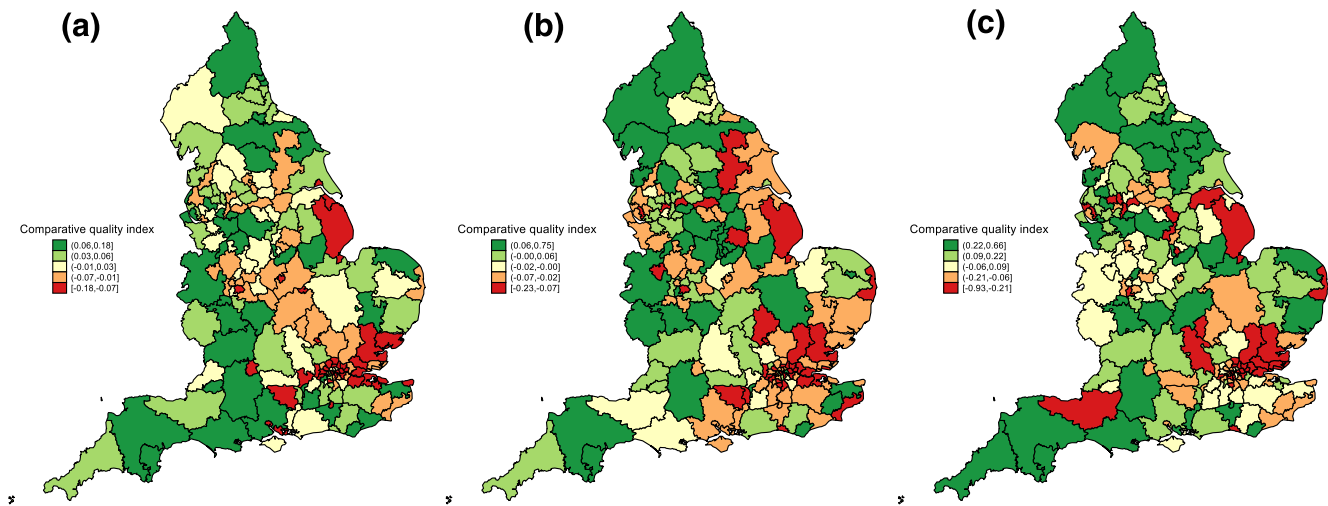 (a)
Comparative quality index
(0.06,0.18]
(0.03,0.06]
(-0.01,0.03]
(-0.07,-0.01]
[-0.18,-0.07]
(b)
Comparative quality index
(0.06,0.75]
(-0.00,0.06]
(-0.02,-0.00]
(-0.07,-0.02]
[-0.23,-0.07]
(c)
Comparative quality index
(0.22,0.66]
(0.09,0.22]
(-0.06,0.09]
(-0.21,-0.06]
[-0.93,-0.21]